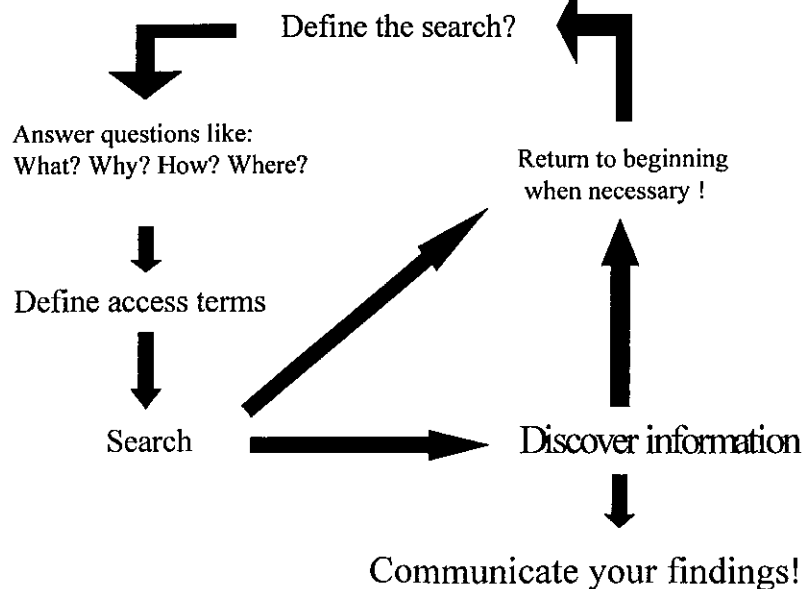 Define the search?
Answer questions like:
What? Why? How? Where?
Return to beginning
when necessary !
Define access terms
Search
Discover information
Communicate your findings!